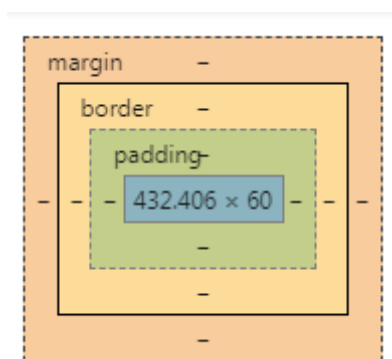 margin –
border –
padding –
– – – 432.406 × 60 – – –
–
–
–